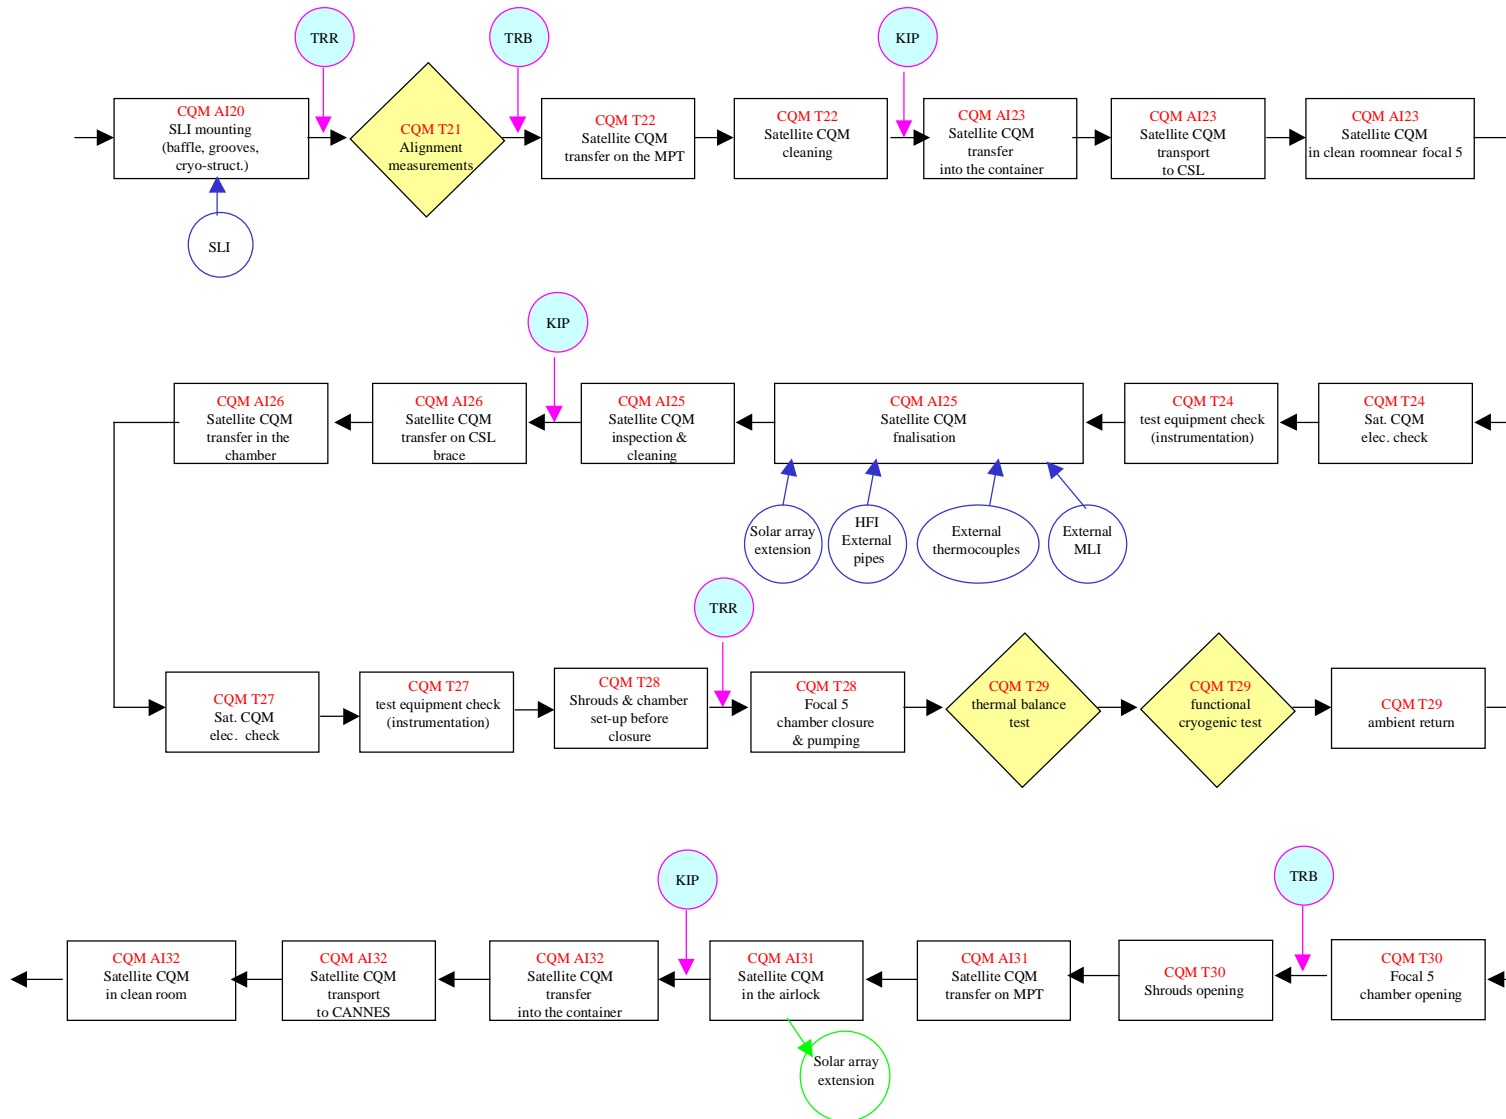 TRR
TRB
KIP
CQM AI20
SLI mounting
(baffle, grooves,
cryo-struct.)
CQM T21
Alignment
measurements
CQM T22
Satellite CQM
transfer on the MPT
CQM T22
Satellite CQM
cleaning
CQM AI23
Satellite CQM
transfer
into the container
CQM AI23
Satellite CQM
transport
to CSL
CQM AI23
Satellite CQM
in clean roomnear focal 5
SLI
KIP
CQM AI26
Satellite CQM
transfer in the
chamber
CQM AI26
Satellite CQM
transfer on CSL
brace
CQM AI25
Satellite CQM
inspection &
cleaning
CQM AI25
Satellite CQM
fnalisation
CQM T24
test equipment check
(instrumentation)
CQM T24
Sat. CQM
elec. check
Solar array
extension
HFI
External
pipes
External
thermocouples
External
MLI
TRR
CQM T27
Sat. CQM
elec. check
CQM T27
test equipment check
(instrumentation)
CQM T28
Shrouds & chamber
set-up before
closure
CQM T28
Focal 5
chamber closure
& pumping
CQM T29
thermal balance
test
CQM T29
functional
cryogenic test
CQM T29
ambient return
KIP
TRB
CQM AI32
Satellite CQM
in clean room
CQM AI32
Satellite CQM
transport
to CANNES
CQM AI32
Satellite CQM
transfer
into the container
CQM AI31
Satellite CQM
in the airlock
CQM AI31
Satellite CQM
transfer on MPT
CQM T30
Shrouds opening
CQM T30
Focal 5
chamber opening
Solar array
extension